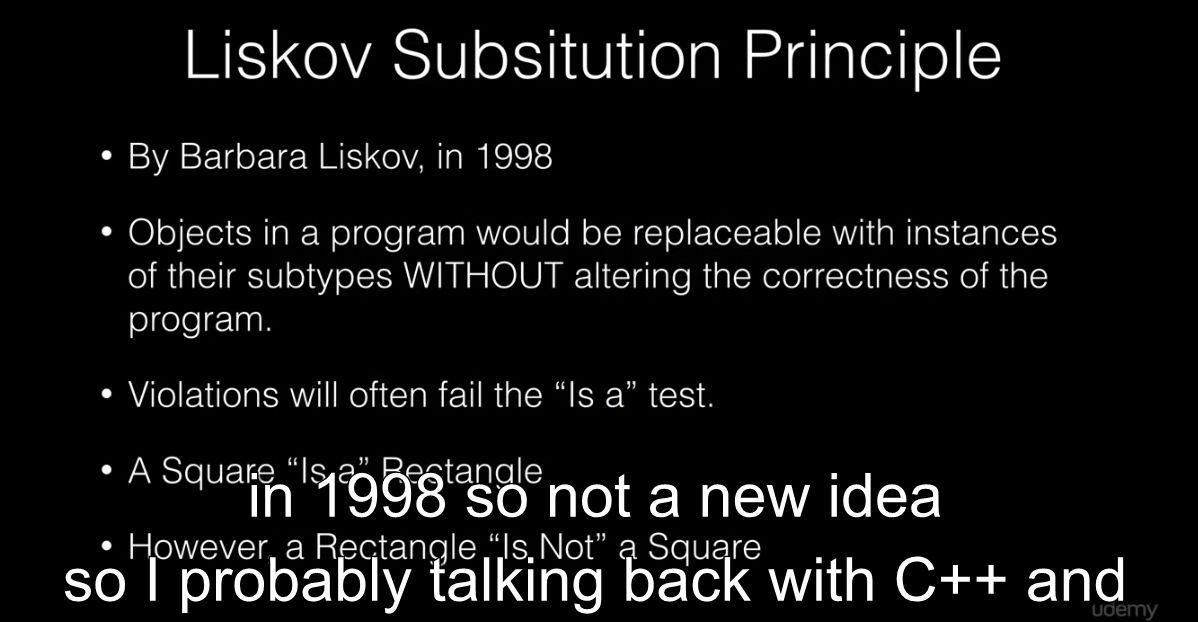 Liskov Subsitution Principle
• By Barbara Liskov, in 1998
• Objects in a program would be replaceable with instances
of their subtypes WITHOUT altering the correctness of the
program.
• Violations will often fail the “Is a” test.
• A Square “Is a” Rectangle
in 1998 so not a new idea
• However, a Rectangle “Is Not” a Square
so I probably talking back with C++ and
udemy